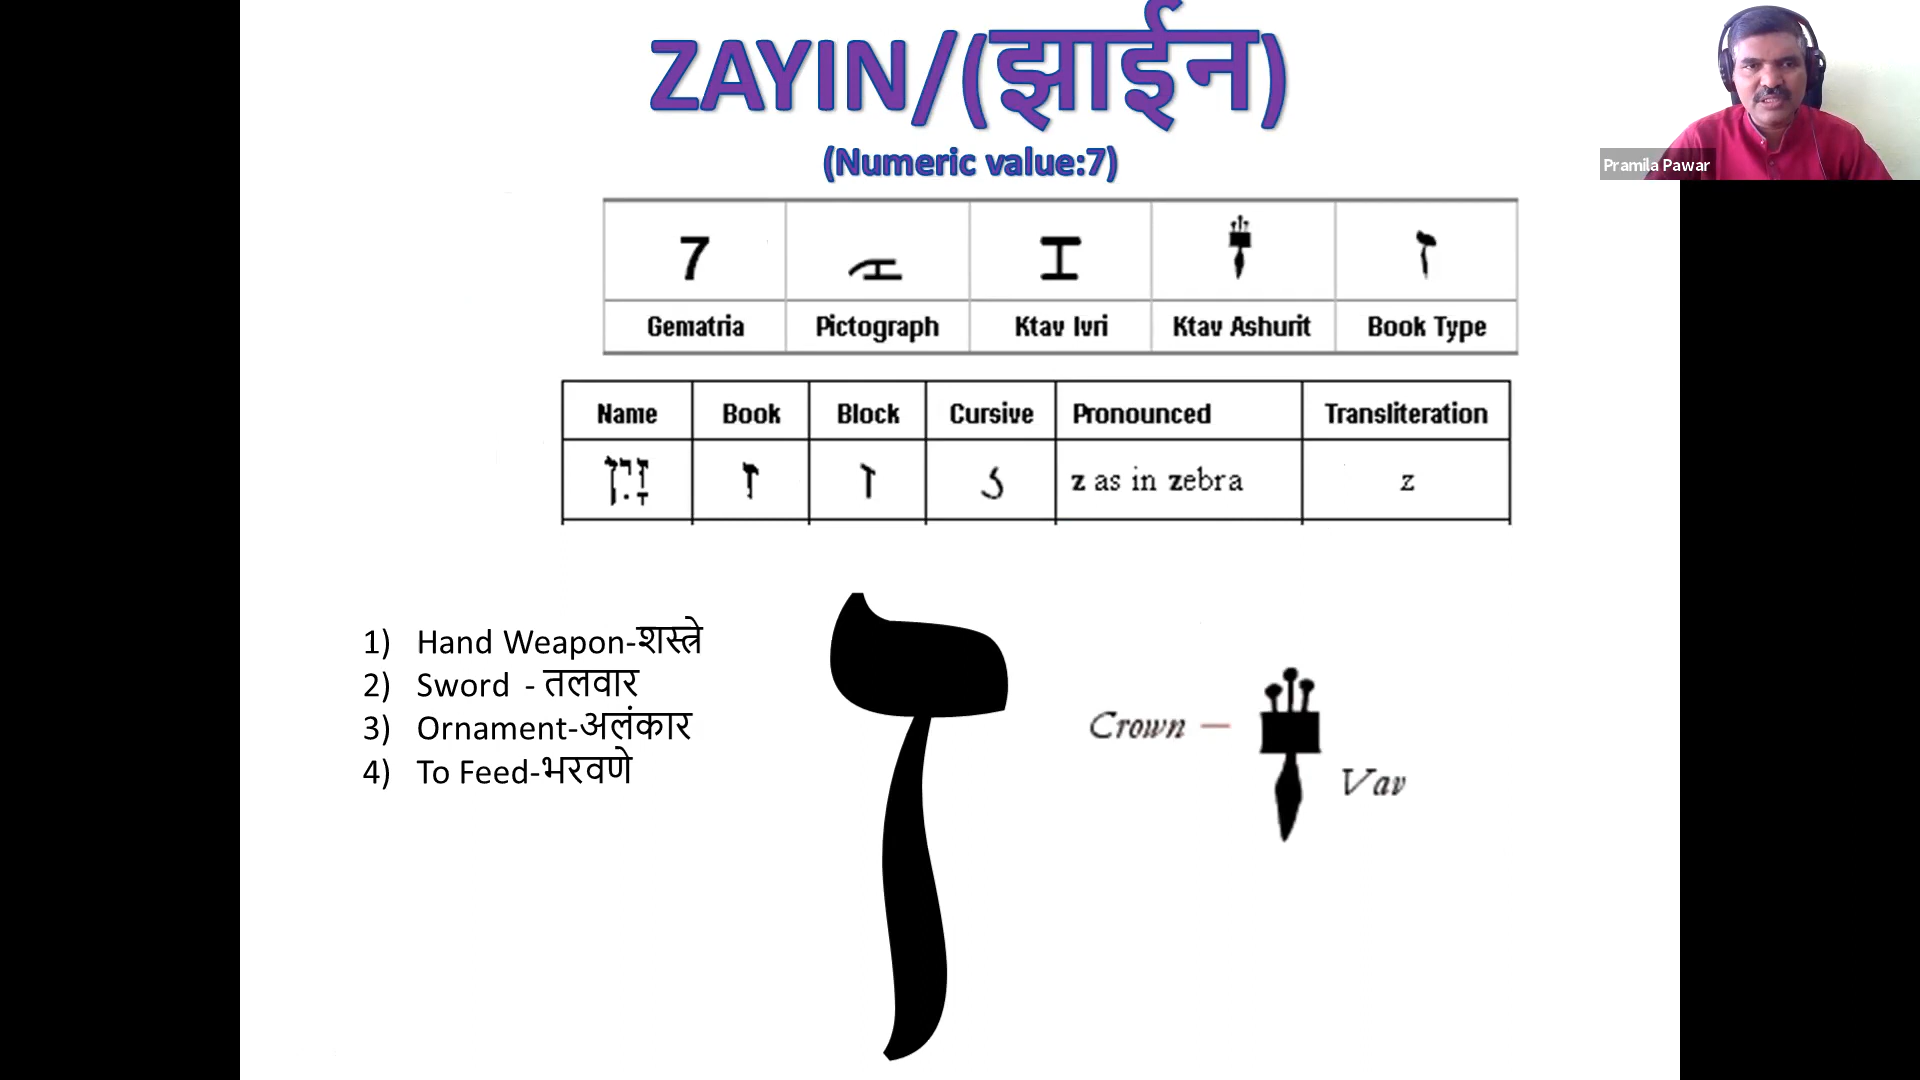 ZAYIN/(झाईन)
(Numeric value:7)
Pramila Pawar
7 ז
Gematria Pictograph Ktav Ivri Ktav Ashurit Book Type
Name Book Block Cursive Pronounced Transliteration
זַיִן ז ז ז z as in zebra z
1) Hand Weapon-शस्त्रे
2) Sword - तलवार
3) Ornament-अलंकार
4) To Feed-भरवणे
ז
Crown —
Vav